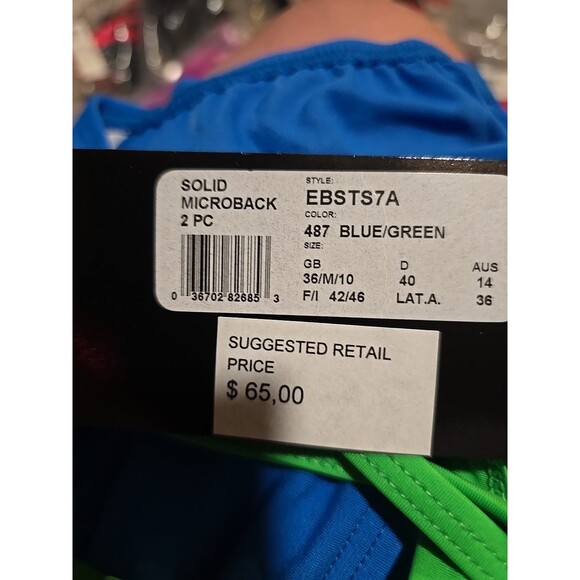 SOLID
MICROBACK
2 PC
0 36702 82685 3
STYLE:
EBSTS7A
COLOR:
487 BLUE/GREEN
SIZE:
GB D AUS
36/M/10 40 14
F/I 42/46 LAT.A. 36
SUGGESTED RETAIL
PRICE
$ 65,00